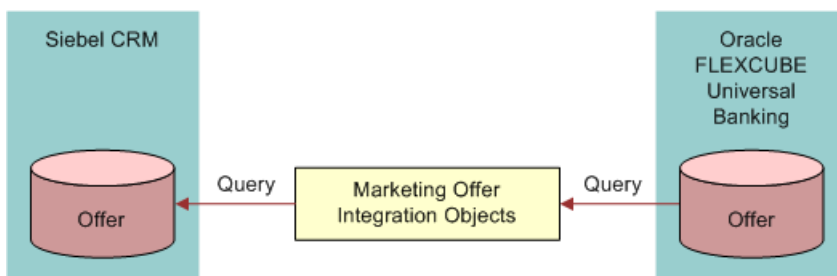 Siebel CRM
Oracle
FLEXCUBE
Universal
Banking
Offer
Query
Marketing Offer
Integration Objects
Query
Offer